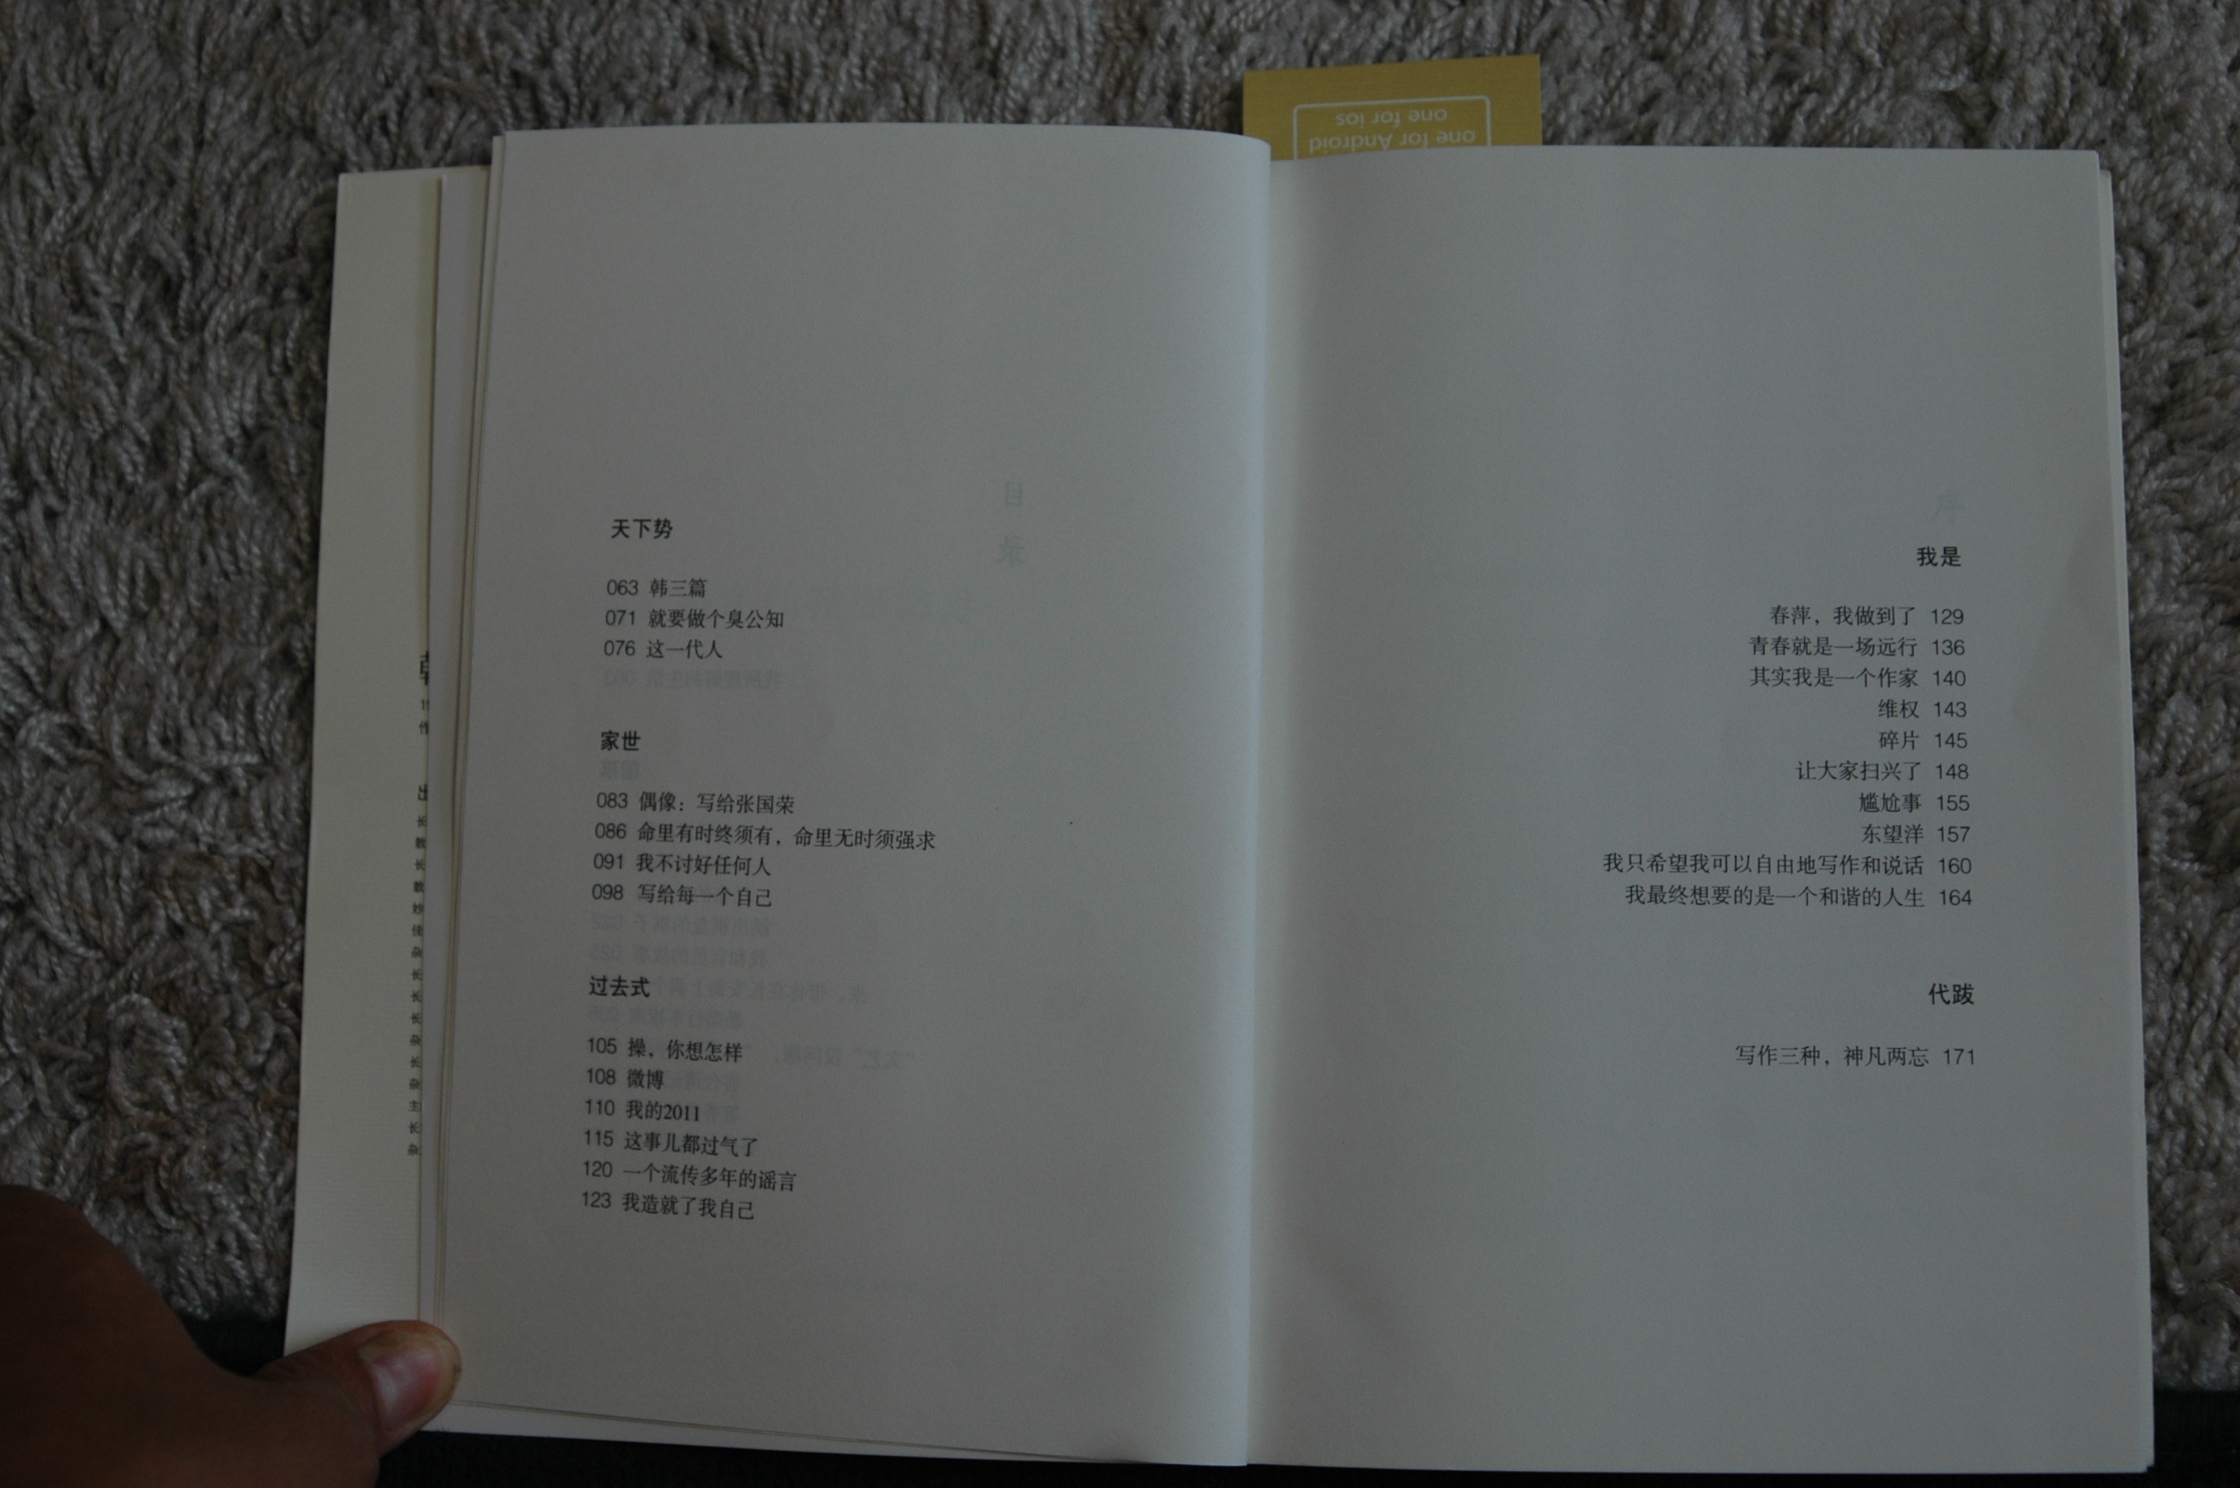 one for Android
one for ios
天下势
063 韩三篇
071 就要做个臭公知
076 这一代人
家世
083 偶像：写给张国荣
086 命里有时终须有，命里无时须强求
091 我不讨好任何人
098 写给每一个自己
过去式
105 操，你想怎样
108 微博
110 我的2011
115 这事儿都过气了
120 一个流传多年的谣言
123 我造就了我自己
我是
春萍，我做到了 129
青春就是一场远行 136
其实我是一个作家 140
维权 143
碎片 145
让大家扫兴了 148
尴尬事 155
东望洋 157
我只希望我可以自由地写作和说话 160
我最终想要的是一个和谐的人生 164
代跋
写作三种，神凡两忘 171